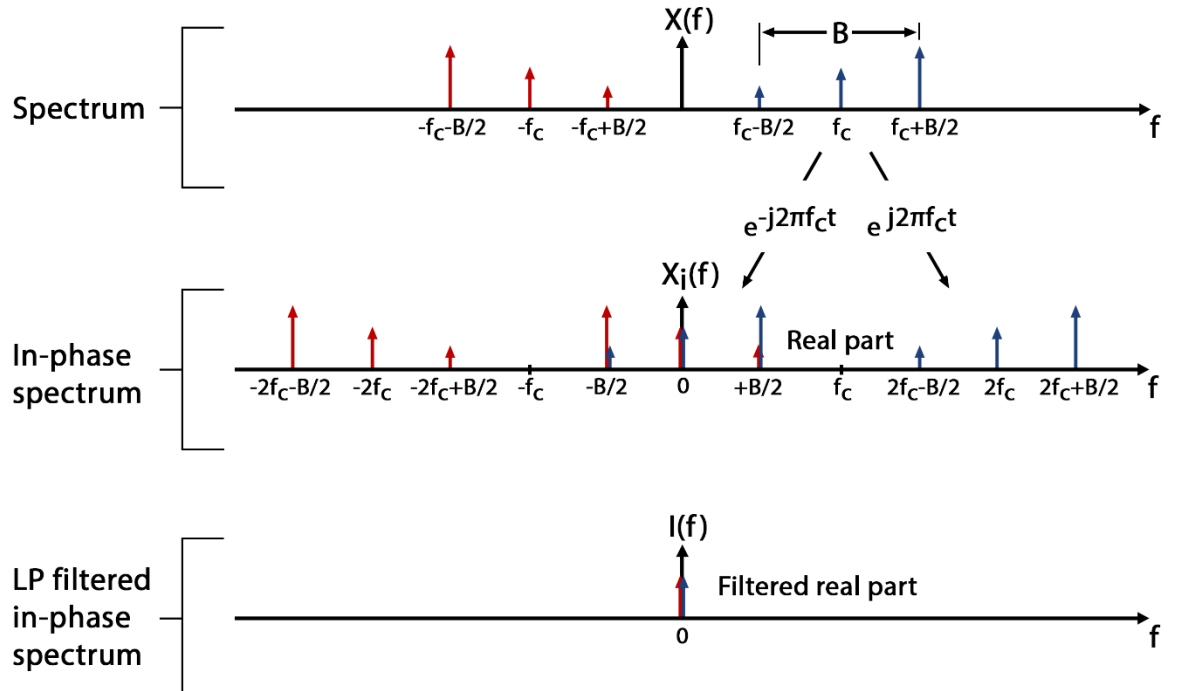 X(f)
B
Spectrum
-fc-B/2 -fc -fc+B/2 fc-B/2 fc fc+B/2 f
e-j2πfct e j2πfct
Xi(f)
Real part
In-phase
spectrum
-2fc-B/2 -2fc -2fc+B/2 -fc -B/2 0 +B/2 fc 2fc-B/2 2fc 2fc+B/2 f
I(f)
LP filtered
in-phase
spectrum
Filtered real part
0 f